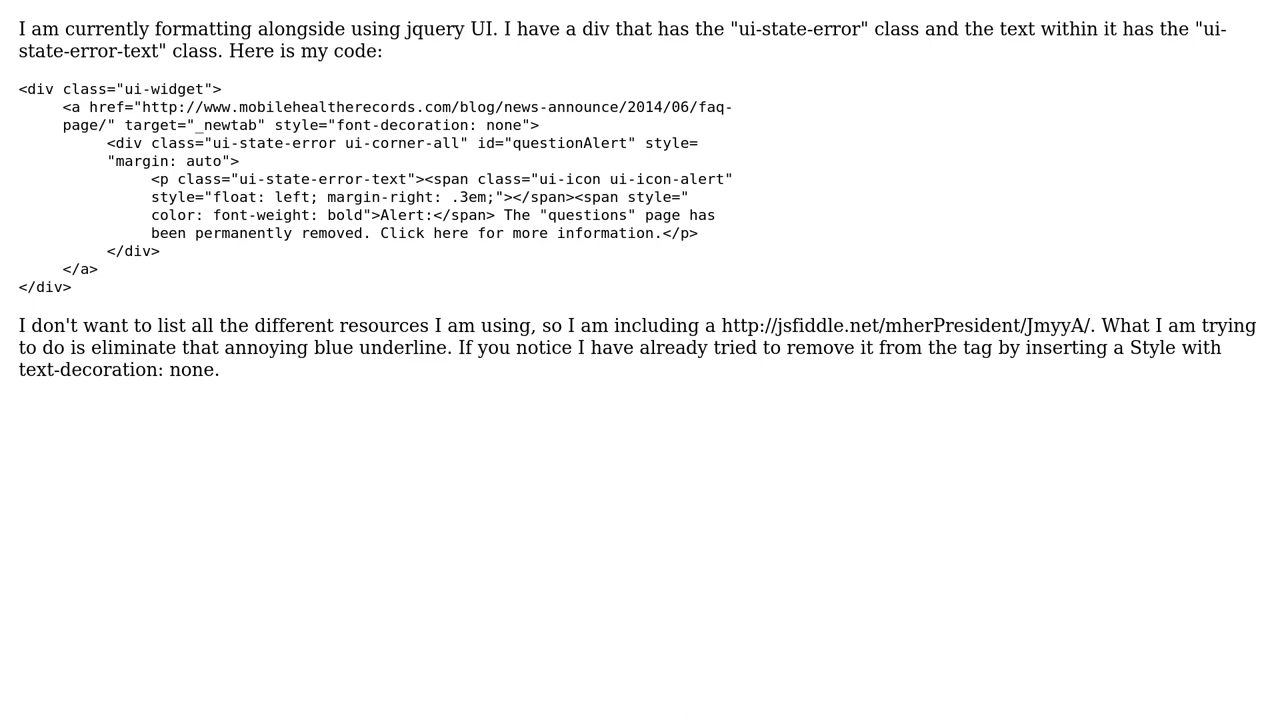 I am currently formatting alongside using jquery UI. I have a div that has the "ui-state-error" class and the text within it has the "ui-
state-error-text" class. Here is my code:
<div class="ui-widget">
     <a href="http://www.mobilehealtherecords.com/blog/news-announce/2014/06/faq-
     page/" target="_newtab" style="font-decoration: none">
          <div class="ui-state-error ui-corner-all" id="questionAlert" style=
          "margin: auto">
               <p class="ui-state-error-text"><span class="ui-icon ui-icon-alert"
               style="float: left; margin-right: .3em;"></span><span style="
               color: font-weight: bold">Alert:</span> The "questions" page has
               been permanently removed. Click here for more information.</p>
          </div>
     </a>
</div>
I don't want to list all the different resources I am using, so I am including a http://jsfiddle.net/mherPresident/JmyyA/. What I am trying
to do is eliminate that annoying blue underline. If you notice I have already tried to remove it from the tag by inserting a Style with
text-decoration: none.